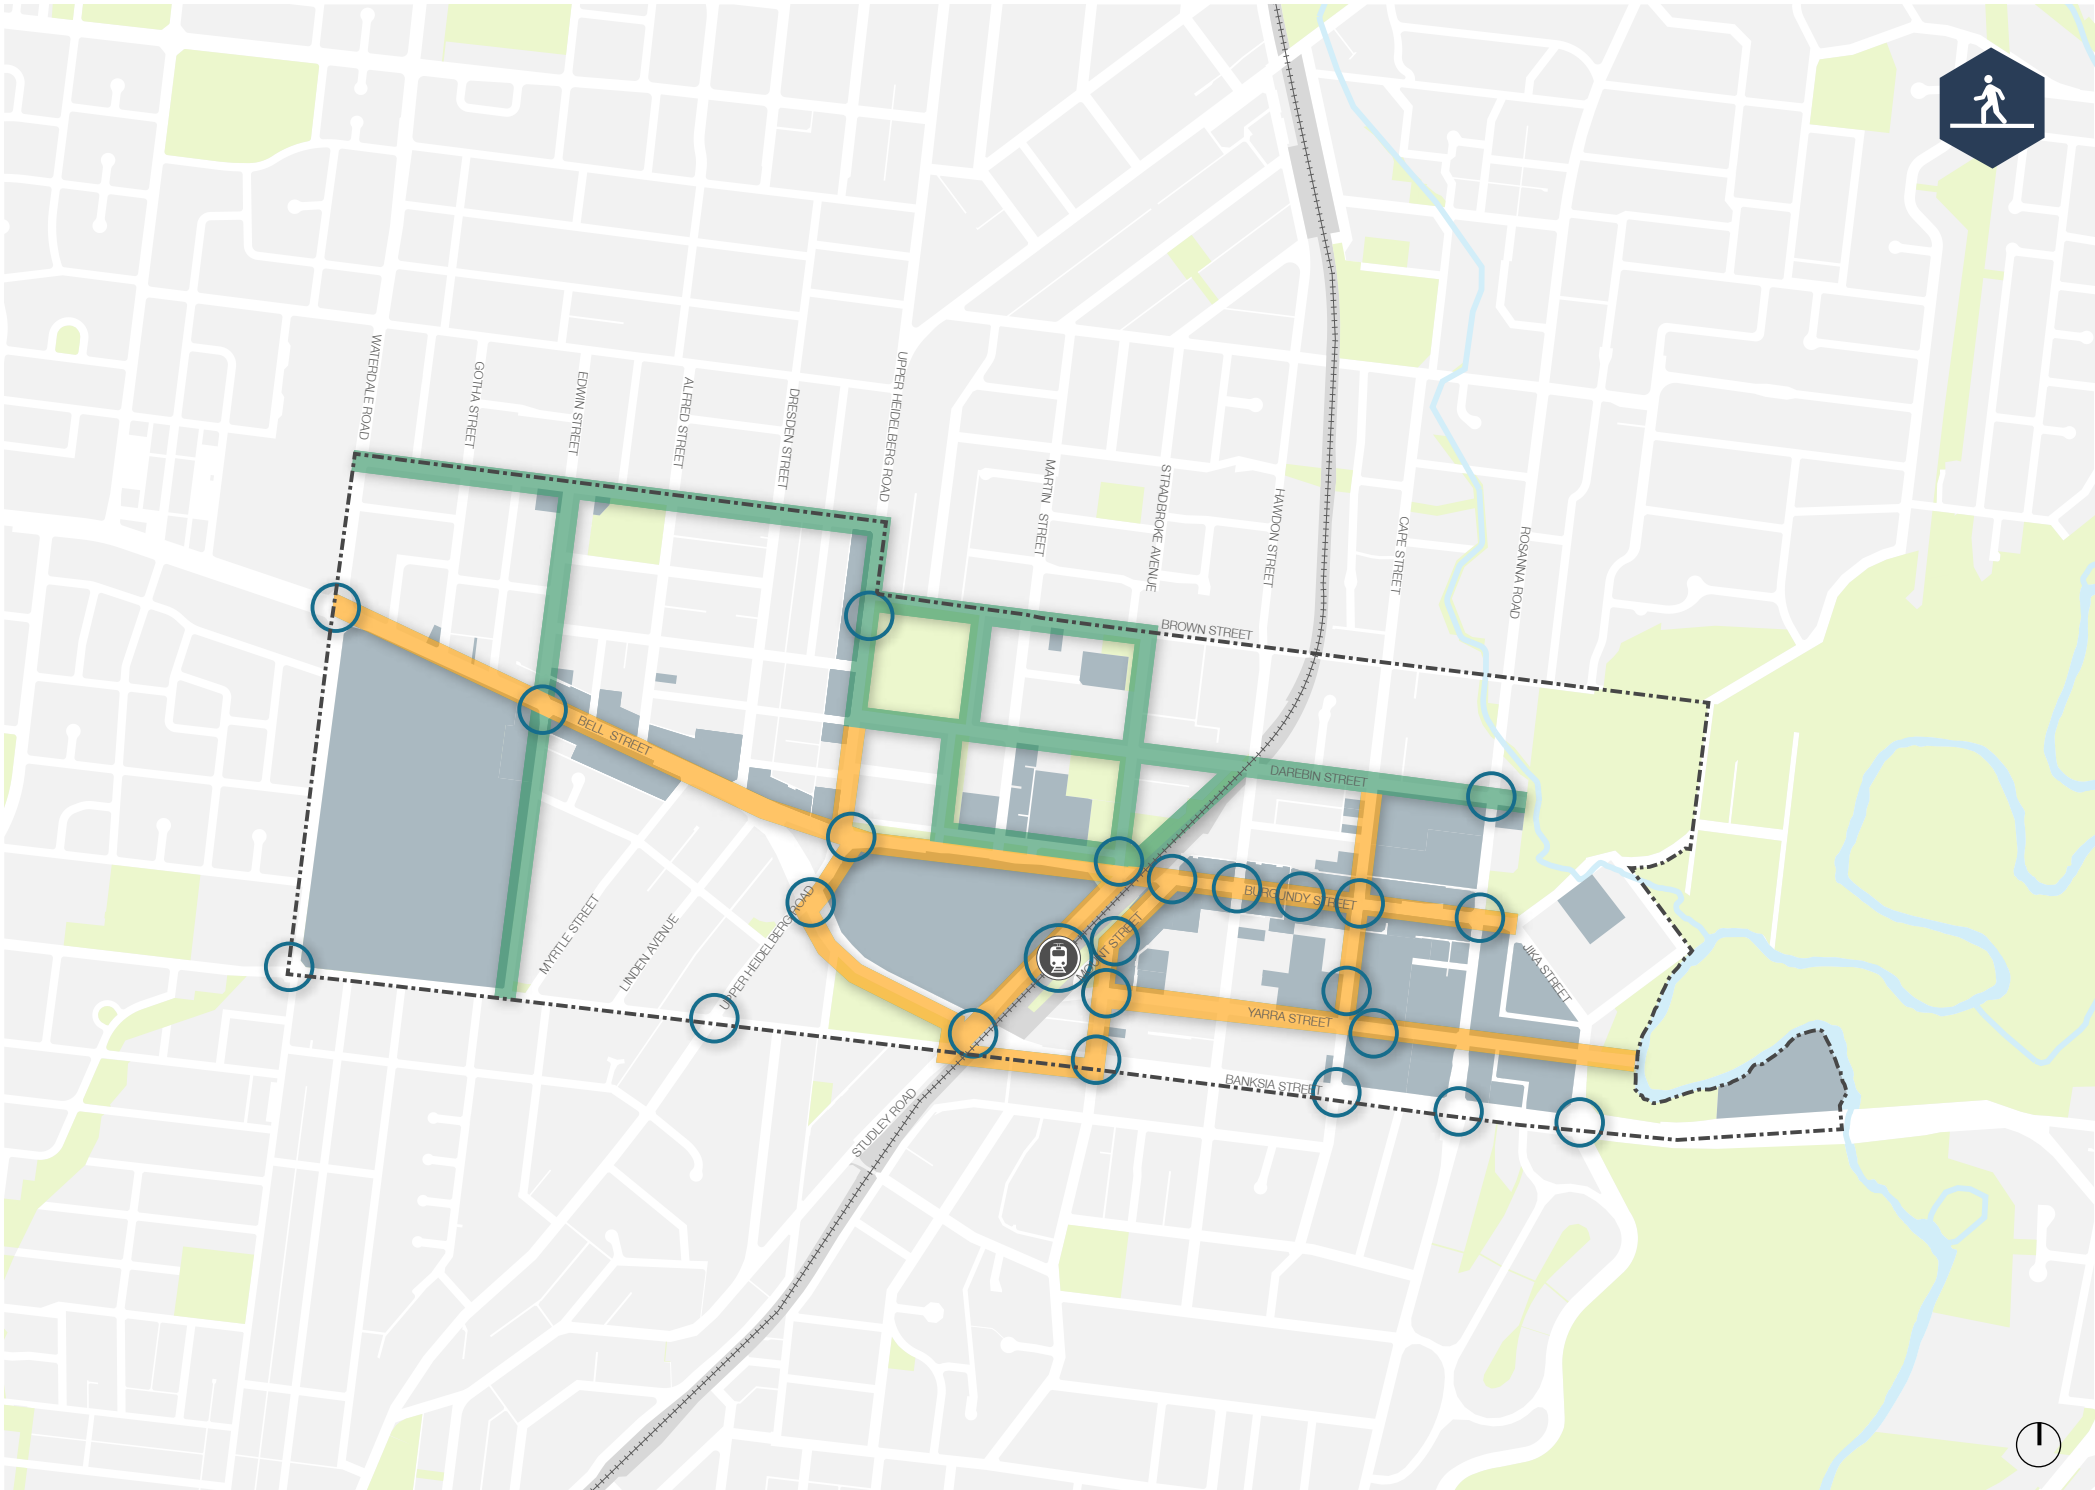 WATERDALE ROAD
GOTHA STREET
EDWIN STREET
ALFRED STREET
DRESDEN STREET
UPPER HEIDELBERG ROAD
MARTIN STREET
STRADBROKE AVENUE
HAWDON STREET
CAPE STREET
ROSANNA ROAD
BROWN STREET
BELL STREET
DAREBIN STREET
BURGUNDY STREET
MYRTLE STREET
LINDEN AVENUE
UPPER HEIDELBERG ROAD
MOUNT STREET
JIKA STREET
YARRA STREET
BANKSIA STREET
STUDLEY ROAD